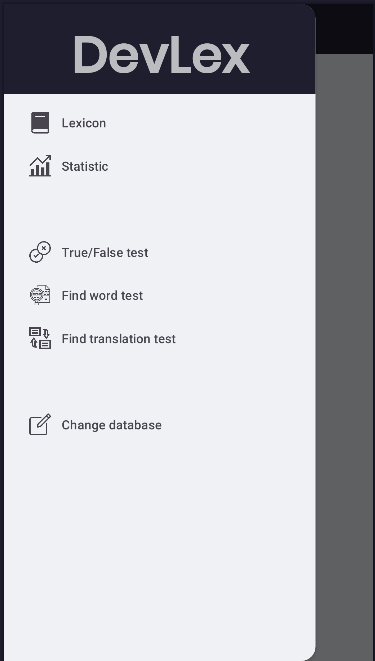 DevLex
Lexicon
Statistic
True/False test
Find word test
Find translation test
Change database